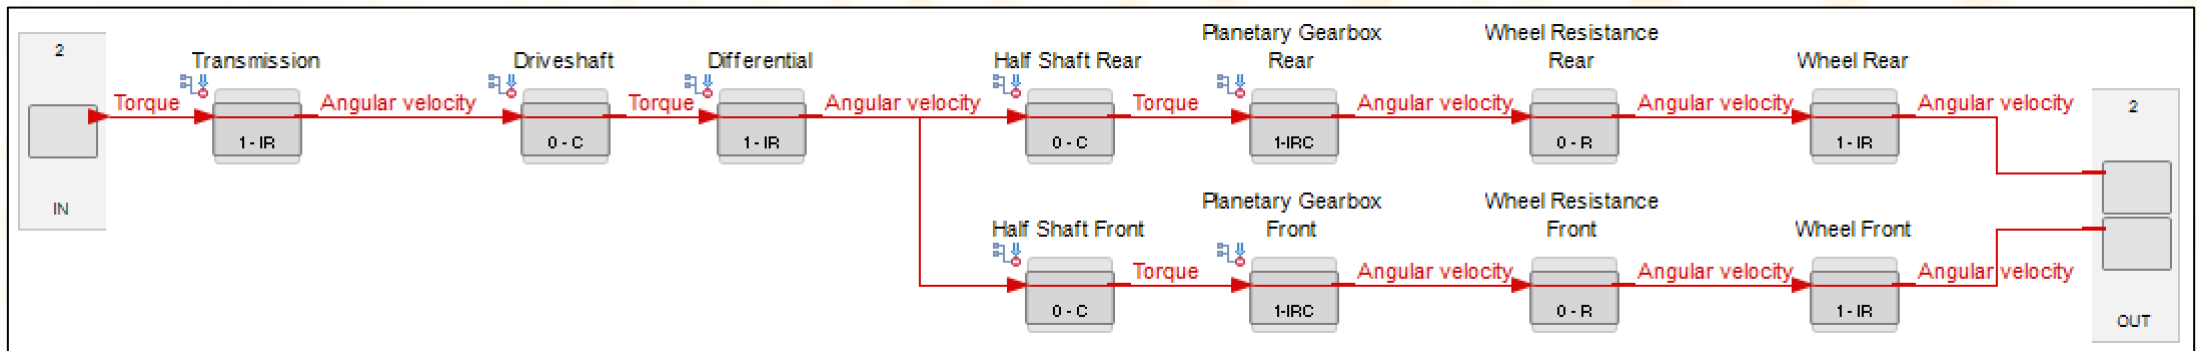 2
IN
Transmission
Driveshaft
Differential
Half Shaft Rear
Planetary Gearbox
Rear
Wheel Resistance
Rear
Wheel Rear
Torque
Angular velocity
Torque
Angular velocity
Torque
Angular velocity
Angular velocity
Angular velocity
1 - IR
0 - C
1 - IR
0 - C
1-IRC
0 - R
1 - IR
Half Shaft Front
Planetary Gearbox
Front
Wheel Resistance
Front
Wheel Front
Torque
Angular velocity
Angular velocity
Angular velocity
0 - C
1-IRC
0 - R
1 - IR
2
OUT